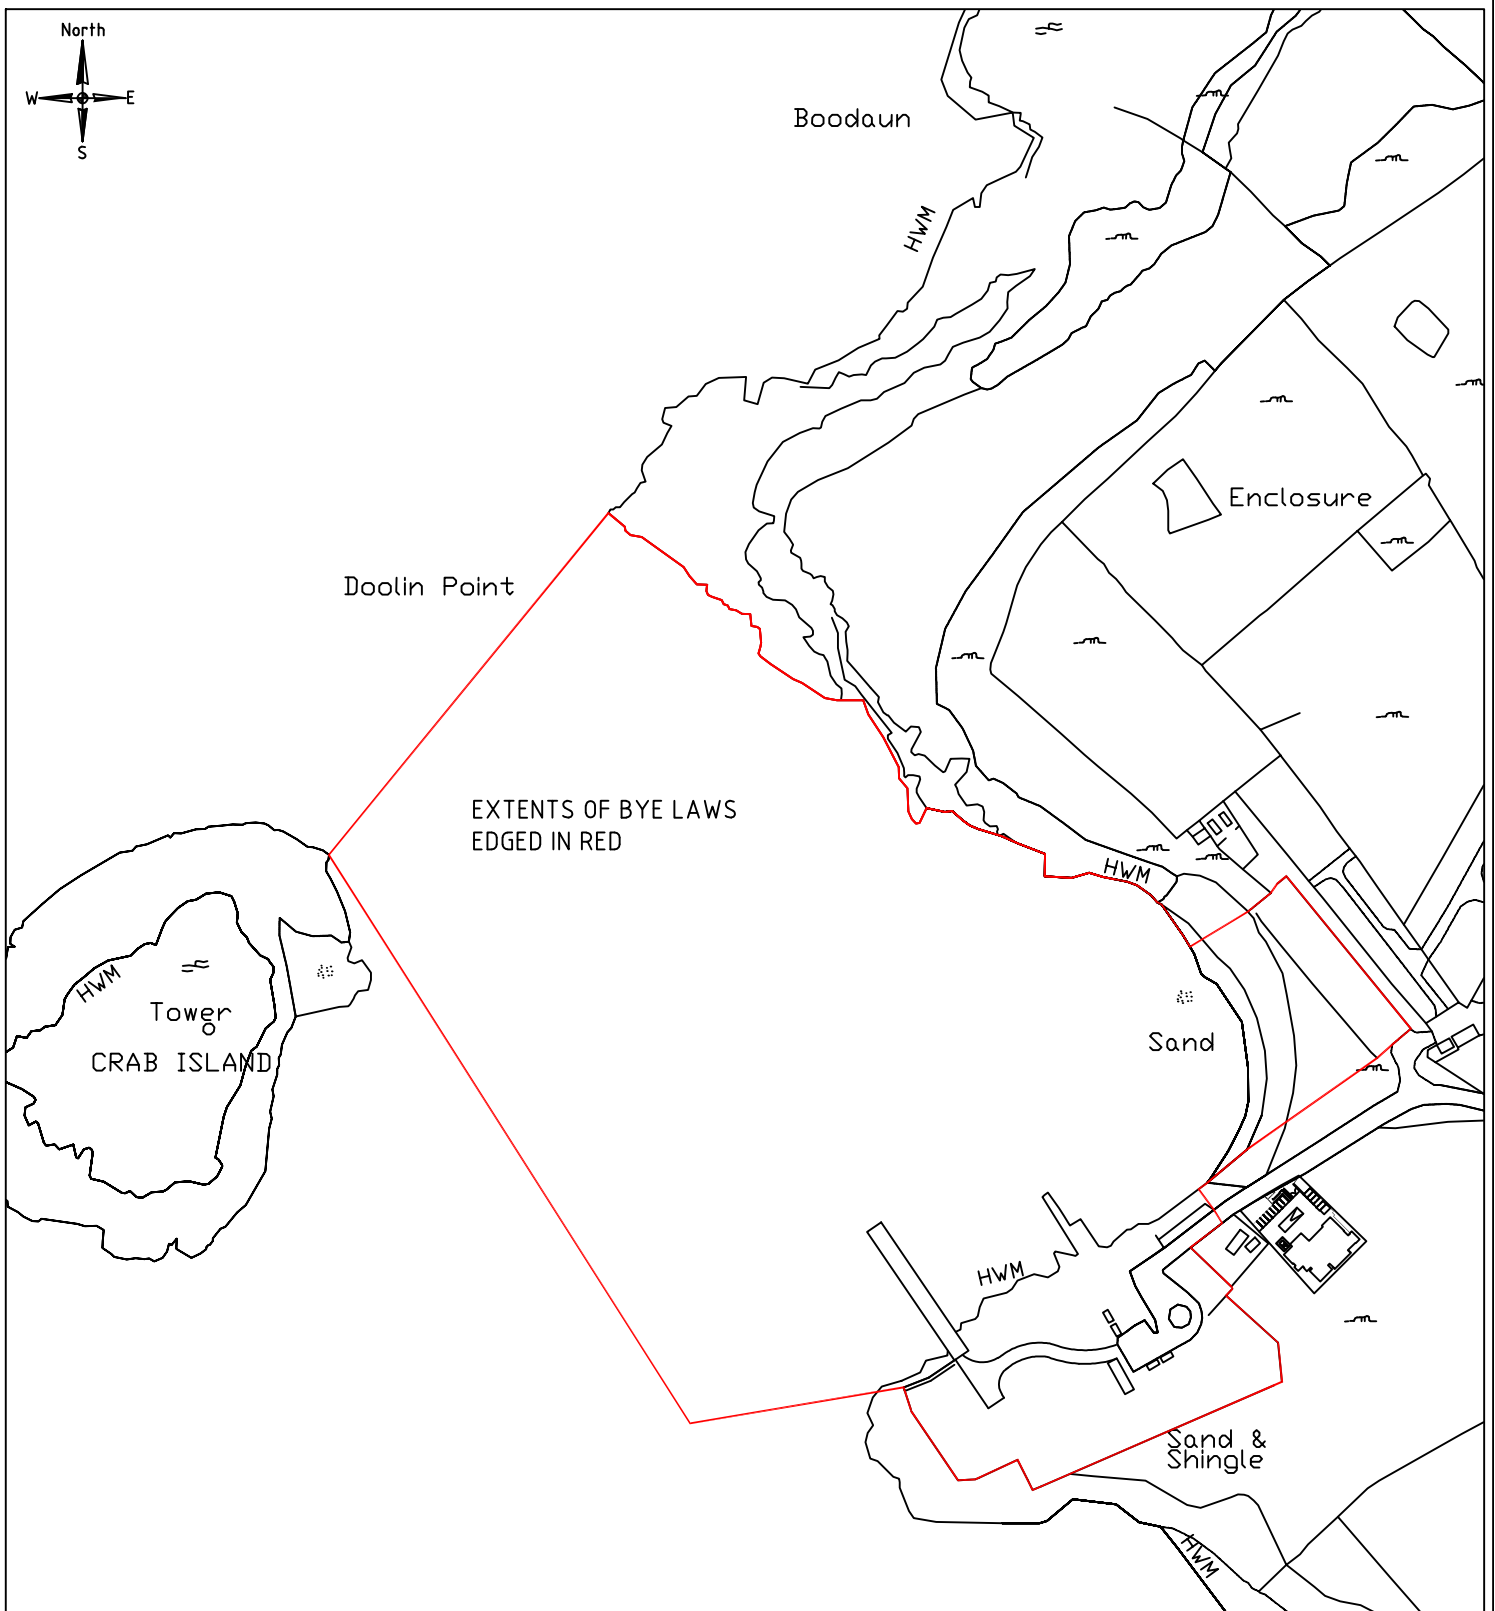 North
W E
S
Boodaun
HWM
Enclosure
Doolin Point
EXTENTS OF BYE LAWS
EDGED IN RED
HWM
HWM
Tower
CRAB ISLAND
Sand
HWM
Sand &
Shingle
HWM